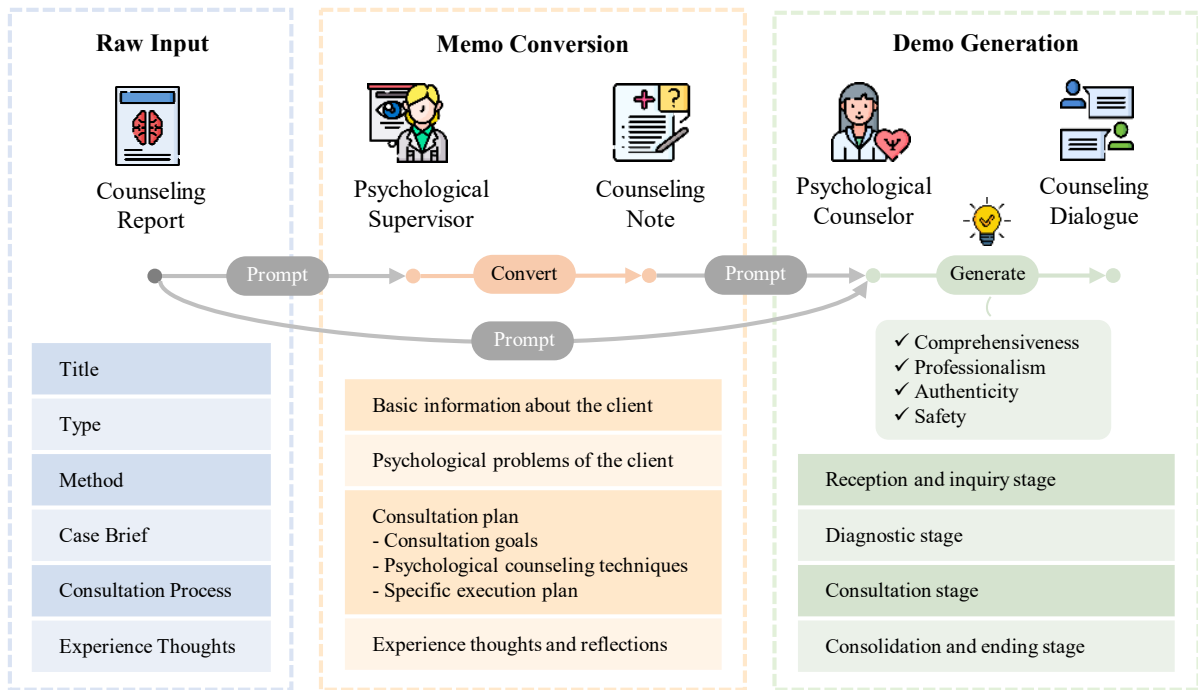 Raw Input
Memo Conversion
Demo Generation
Counseling
Report
Psychological
Supervisor
Counseling
Note
Psychological
Counselor
Counseling
Dialogue
Prompt
Convert
Prompt
Generate
Prompt
Title
Type
Method
Case Brief
Consultation Process
Experience Thoughts
Basic information about the client
Psychological problems of the client
Consultation plan
- Consultation goals
- Psychological counseling techniques
- Specific execution plan
Experience thoughts and reflections
✓ Comprehensiveness
✓ Professionalism
✓ Authenticity
✓ Safety
Reception and inquiry stage
Diagnostic stage
Consultation stage
Consolidation and ending stage